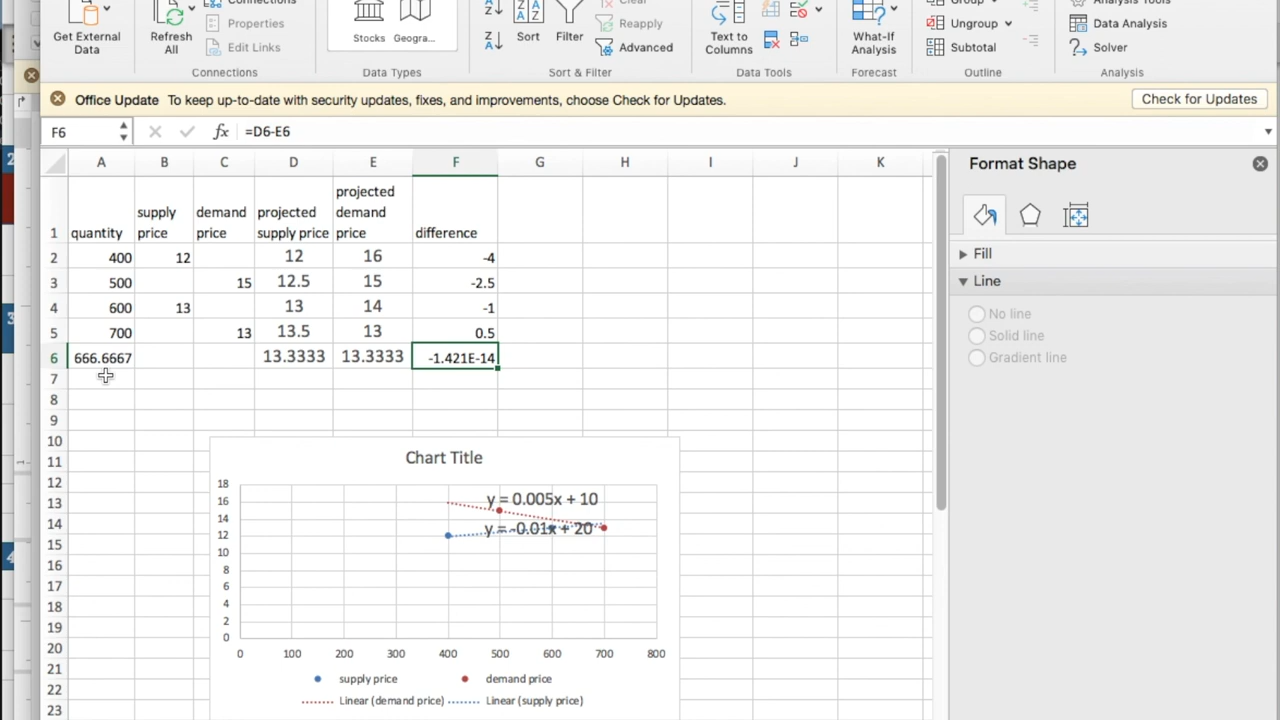 Connections
Get External Data
Refresh All
Properties
Edit Links
Connections
Stocks
Geogra...
Data Types
Sort
Filter
Clear
Reapply
Advanced
Sort & Filter
Text to Columns
Data Tools
What-If Analysis
Forecast
Group
Ungroup
Subtotal
Outline
Analysis Tools
Data Analysis
Solver
Analysis
Office Update To keep up-to-date with security updates, fixes, and improvements, choose Check for Updates.
Check for Updates
F6 fx =D6-E6
A B C D E F G H I J K
1 quantity supply price demand price projected supply price projected demand price difference
2 400 12 12 16 -4
3 500 15 12.5 15 -2.5
4 600 13 13 14 -1
5 700 13 13.5 13 0.5
6 666.6667 13.3333 13.3333 -1.421E-14
7
8
9
10
11
12
13
14
15
16
17
18
19
20
21
22
23
Chart Title
18
16
14
12
10
8
6
4
2
0
y = 0.005x + 10
y = -0.01x + 20
0 100 200 300 400 500 600 700 800
supply price demand price
Linear (demand price) Linear (supply price)
Format Shape
Fill
Line
No line
Solid line
Gradient line
2
3
4